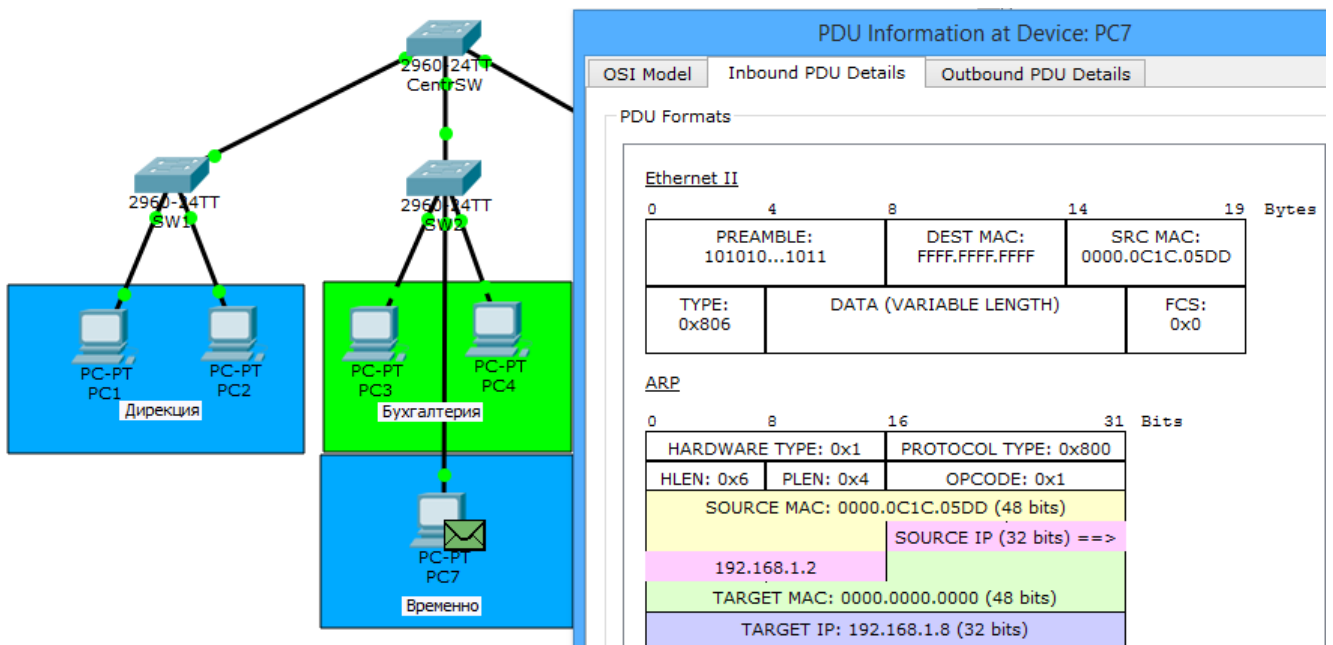 2960-24TT
CentrSW
2960-24TT
SW1
2960-24TT
SW2
PC-PT
PC1
PC-PT
PC2
Дирекция
PC-PT
PC3
PC-PT
PC4
Бухгалтерия
PC-PT
PC7
Временно
PDU Information at Device: PC7
OSI Model
Inbound PDU Details
Outbound PDU Details
PDU Formats
Ethernet II
0 4 8 14 19 Bytes
PREAMBLE: DEST MAC: SRC MAC:
101010...1011 FFFF.FFFF.FFFF 0000.0C1C.05DD
TYPE: DATA (VARIABLE LENGTH) FCS:
0x806 0x0
ARP
0 8 16 31 Bits
HARDWARE TYPE: 0x1 PROTOCOL TYPE: 0x800
HLEN: 0x6 PLEN: 0x4 OPCODE: 0x1
SOURCE MAC: 0000.0C1C.05DD (48 bits)
SOURCE IP (32 bits) ==>
192.168.1.2
TARGET MAC: 0000.0000.0000 (48 bits)
TARGET IP: 192.168.1.8 (32 bits)